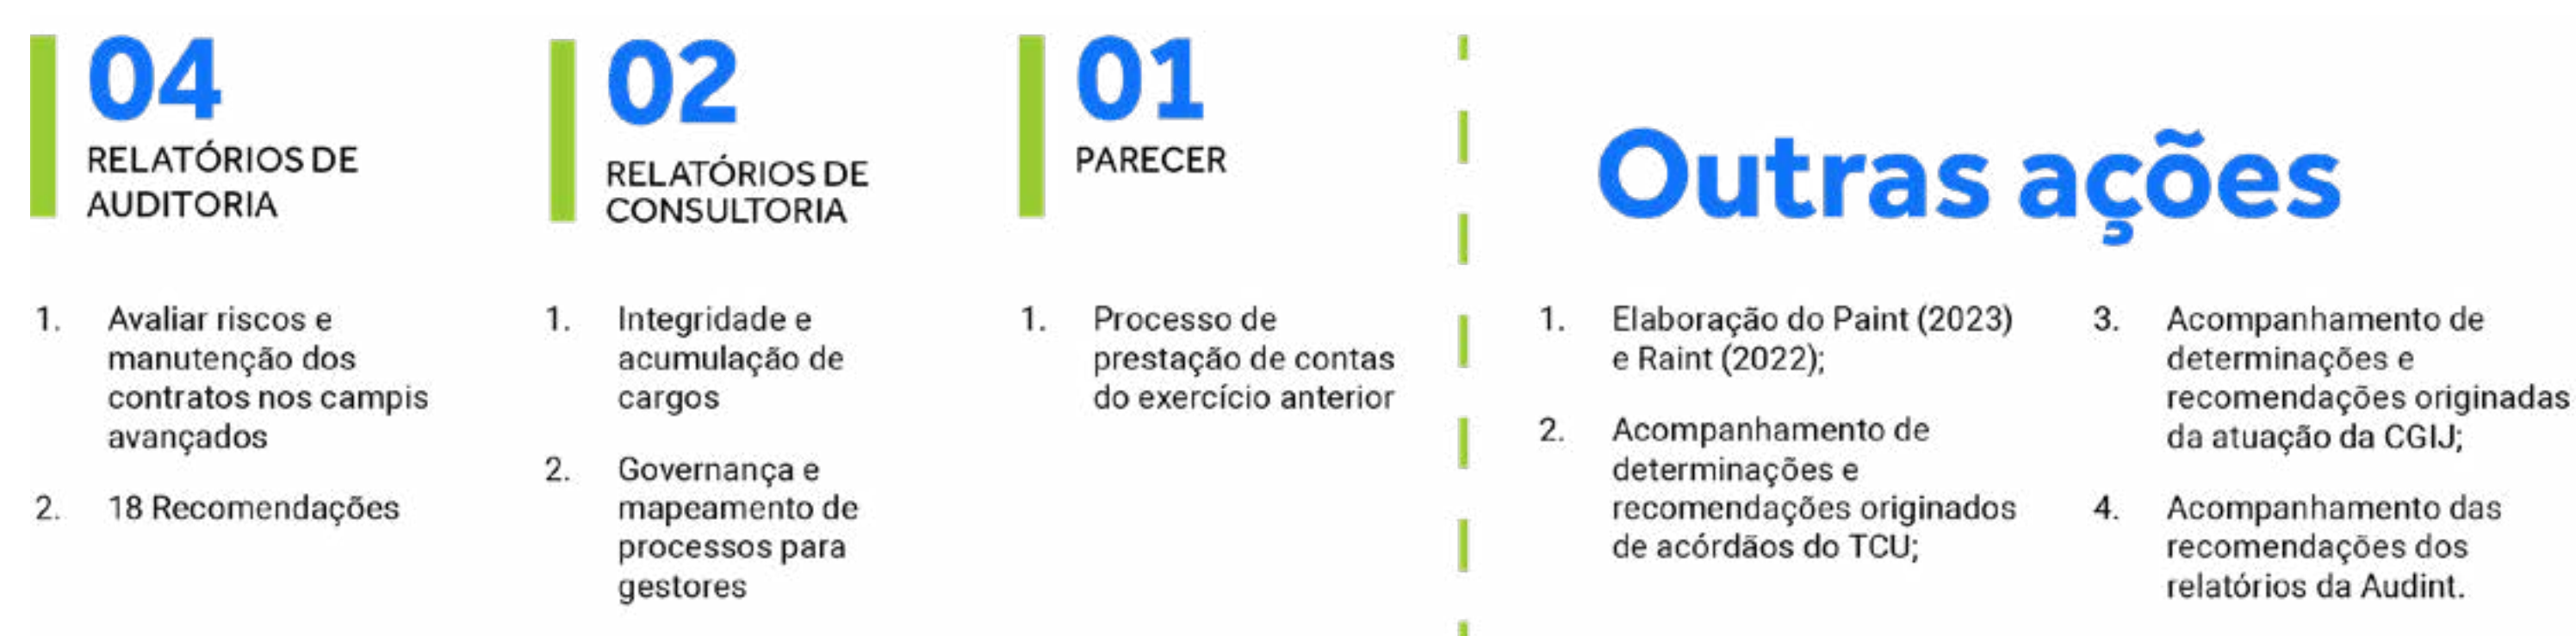 04
RELATÓRIOS DE
AUDITORIA
1. Avaliar riscos e
manutenção dos
contratos nos campis
avançados
2. 18 Recomendações
02
RELATÓRIOS DE
CONSULTORIA
1. Integridade e
acumulação de
cargos
2. Governança e
mapeamento de
processos para
gestores
01
PARECER
1. Processo de
prestação de contas
do exercício anterior
Outras ações
1. Elaboração do Paint (2023)
e Raint (2022);
2. Acompanhamento de
determinações e
recomendações originados
de acórdãos do TCU;
3. Acompanhamento de
determinações e
recomendações originadas
da atuação da CGIJ;
4. Acompanhamento das
recomendações dos
relatórios da Audint.